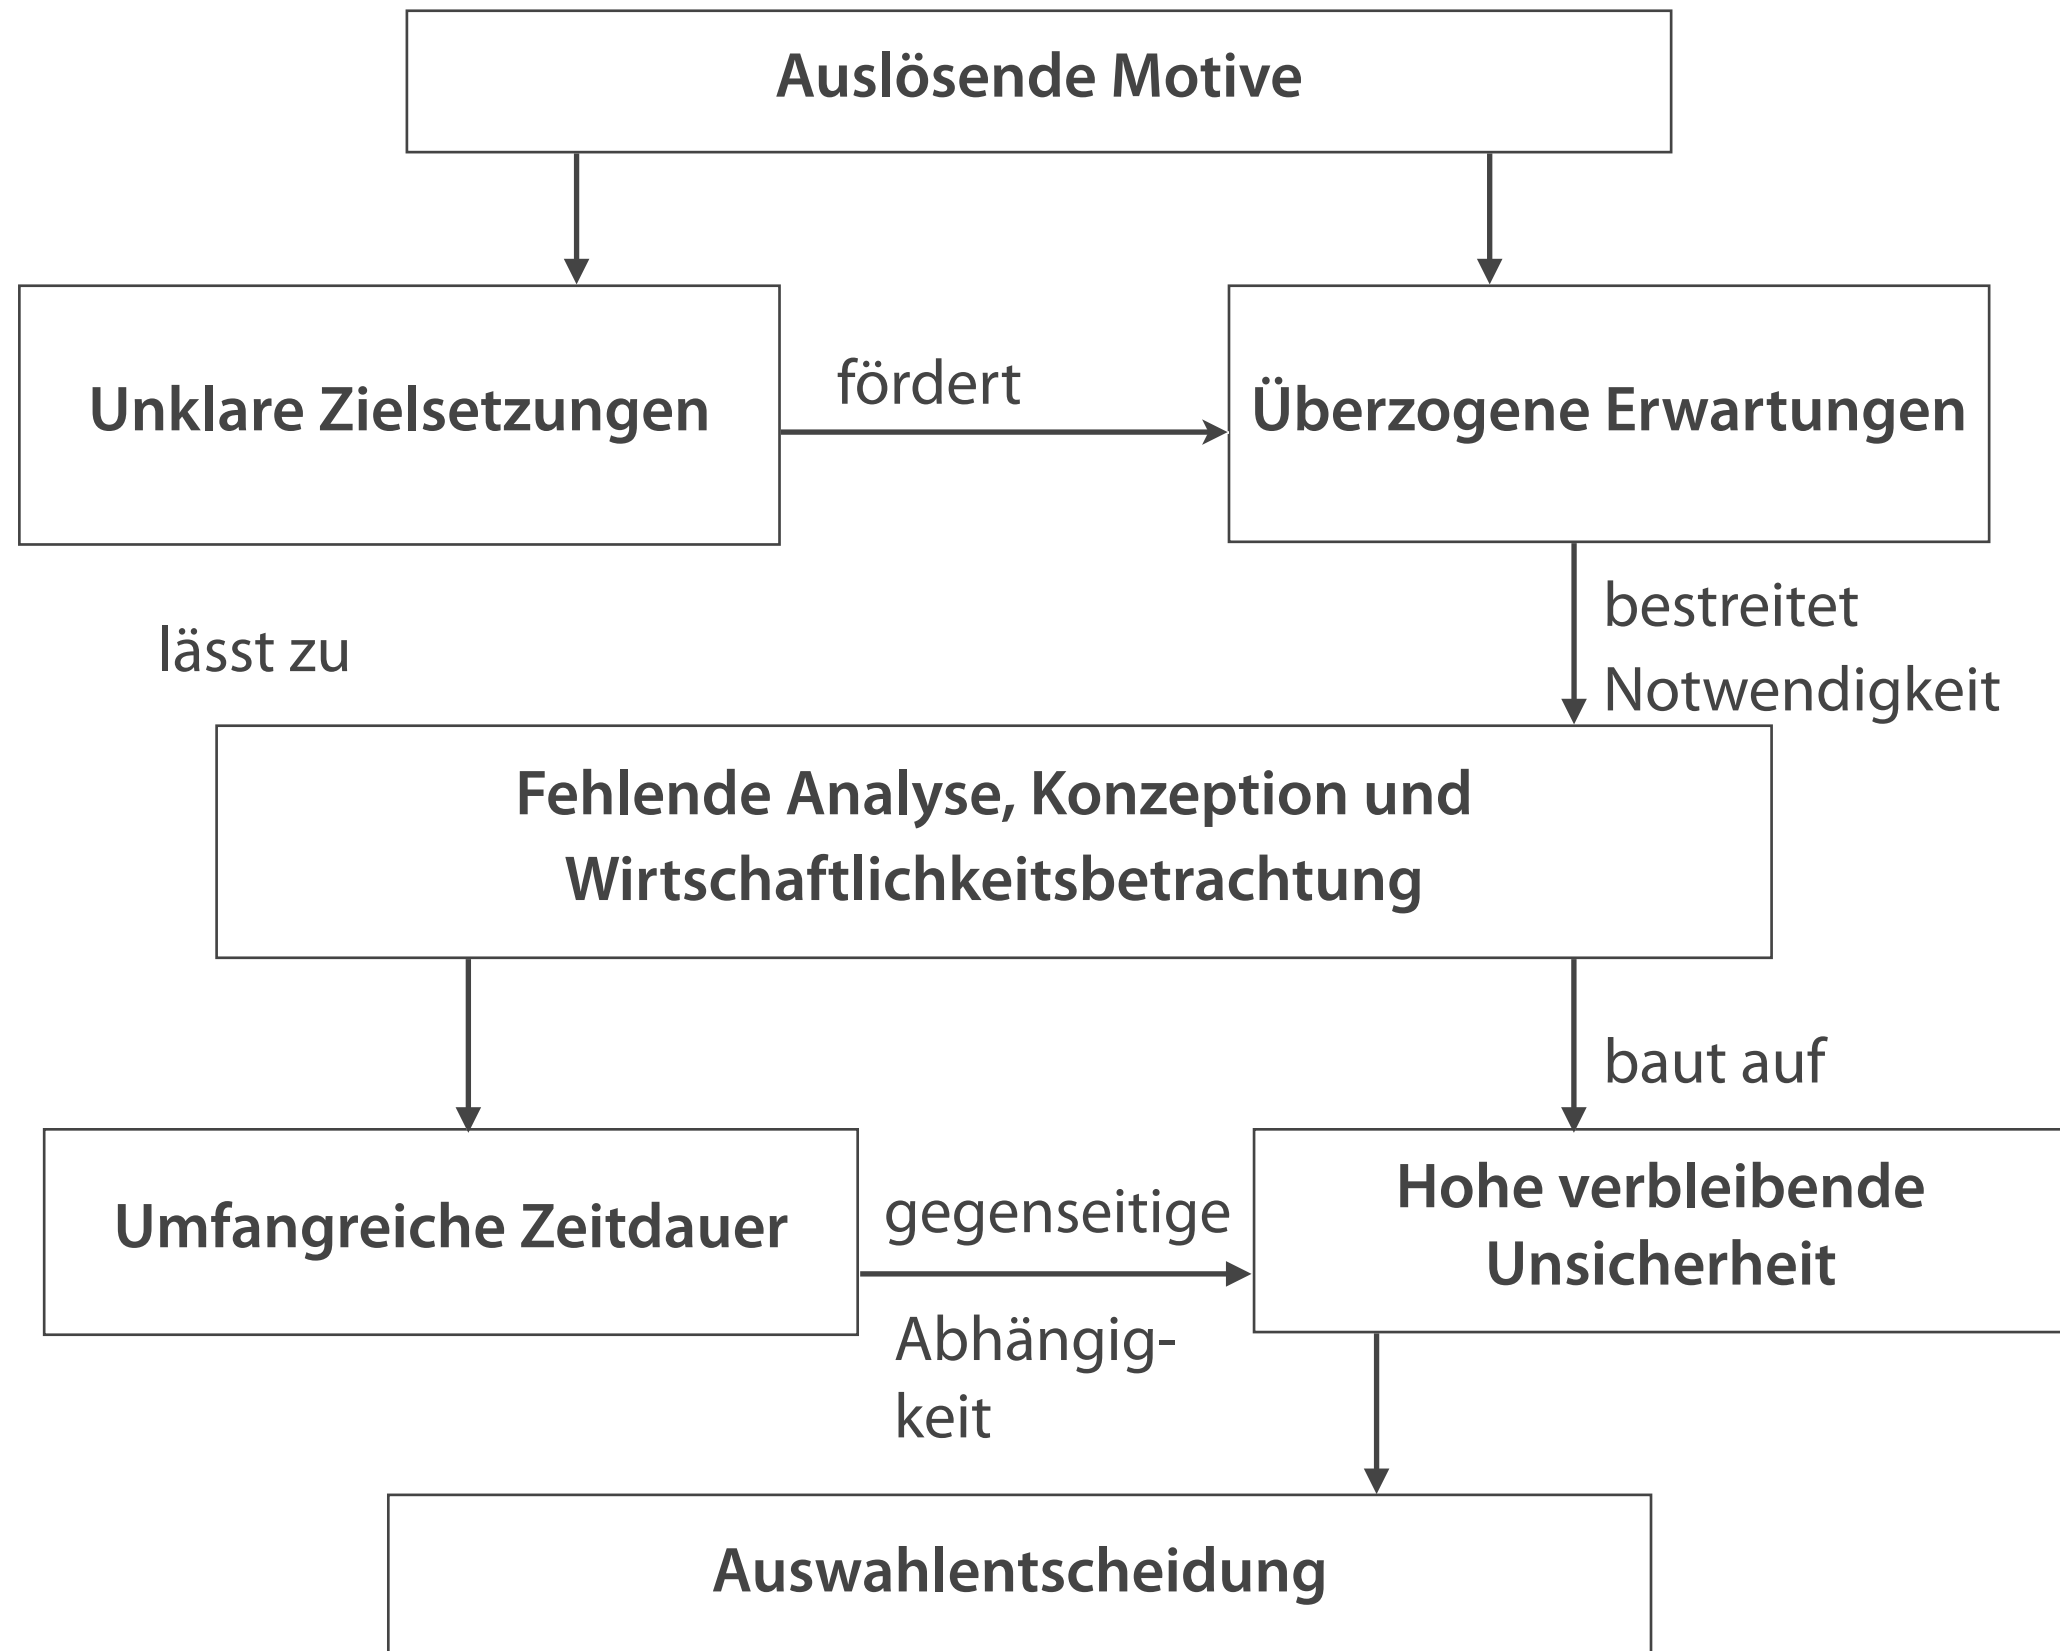 Auslösende Motive
Unklare Zielsetzungen
fördert
Überzogene Erwartungen
lässt zu
bestreitet
Notwendigkeit
Fehlende Analyse, Konzeption und
Wirtschaftlichkeitsbetrachtung
baut auf
Umfangreiche Zeitdauer
gegenseitige
Abhängig-
keit
Hohe verbleibende
Unsicherheit
Auswahlentscheidung